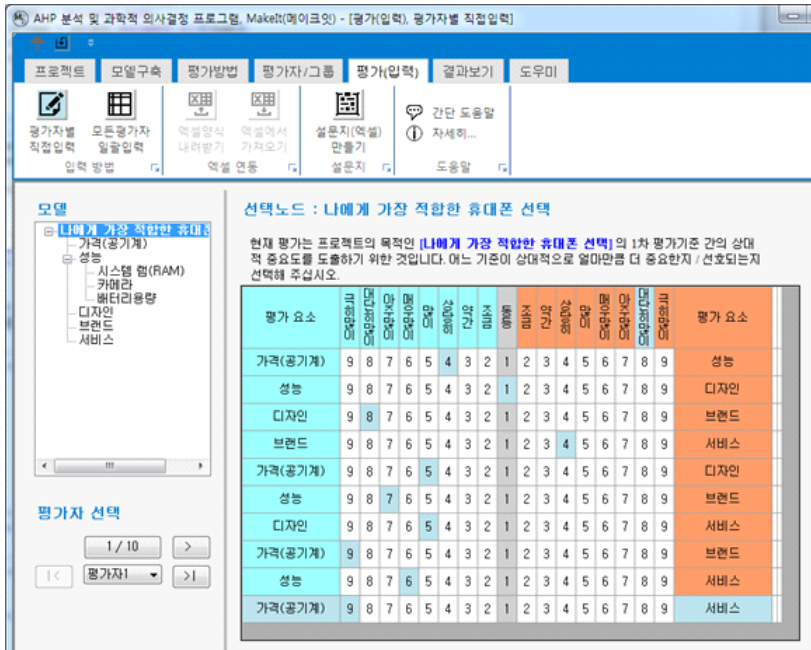 AHP 분석 및 과학적 의사결정 프로그램, MakeIt(메이크잇) - [평가(입력), 평가자별 직접입력]
프로젝트 모델구축 평가방법 평가자/그룹 평가(입력) 결과보기 도우미
평가자별 직접입력
모든평가자 일괄입력
엑셀양식 내려받기
엑셀에서 가져오기
설문지(엑셀) 만들기
간단 도움말
자세히...
입력 방법 엑셀 연동 설문지 도움말
모델
나에게 가장 적합한 휴대폰
가격(공기계)
성능
시스템 램(RAM)
카메라
배터리용량
디자인
브랜드
서비스
평가자 선택
1 / 10 >
|< 평가자1 >|
선택노드 : 나에게 가장 적합한 휴대폰 선택
현재 평가는 프로젝트의 목적인 [나에게 가장 적합한 휴대폰 선택] 의 1차 평가기준 간의 상대
적 중요도를 도출하기 위한 것입니다. 어느 기준이 상대적으로 얼마만큼 더 중요한지 / 선호되는지
선택해 주십시오.
평가 요소 극히많이 대단히많이 아주많이 매우많이 많이 상당히 약간 조금 동등 조금 약간 상당히 많이 매우많이 아주많이 대단히많이 극히많이 평가 요소
가격(공기계) 9 8 7 6 5 4 3 2 1 2 3 4 5 6 7 8 9 성능
성능 9 8 7 6 5 4 3 2 1 2 3 4 5 6 7 8 9 디자인
디자인 9 8 7 6 5 4 3 2 1 2 3 4 5 6 7 8 9 브랜드
브랜드 9 8 7 6 5 4 3 2 1 2 3 4 5 6 7 8 9 서비스
가격(공기계) 9 8 7 6 5 4 3 2 1 2 3 4 5 6 7 8 9 디자인
성능 9 8 7 6 5 4 3 2 1 2 3 4 5 6 7 8 9 브랜드
디자인 9 8 7 6 5 4 3 2 1 2 3 4 5 6 7 8 9 서비스
가격(공기계) 9 8 7 6 5 4 3 2 1 2 3 4 5 6 7 8 9 브랜드
성능 9 8 7 6 5 4 3 2 1 2 3 4 5 6 7 8 9 서비스
가격(공기계) 9 8 7 6 5 4 3 2 1 2 3 4 5 6 7 8 9 서비스